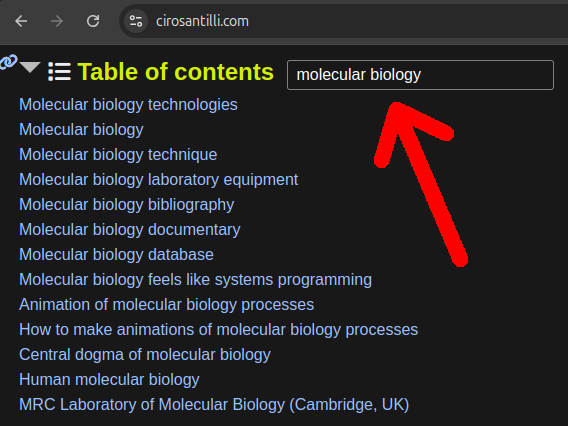 cirosantilli.com
Table of contents molecular biology
Molecular biology technologies
Molecular biology
Molecular biology technique
Molecular biology laboratory equipment
Molecular biology bibliography
Molecular biology documentary
Molecular biology database
Molecular biology feels like systems programming
Animation of molecular biology processes
How to make animations of molecular biology processes
Central dogma of molecular biology
Human molecular biology
MRC Laboratory of Molecular Biology (Cambridge, UK)